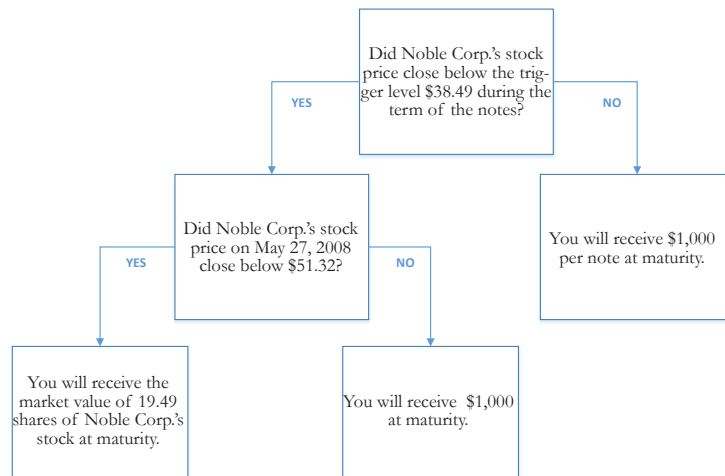 Did Noble Corp.'s stock
price close below the trig-
ger level $38.49 during the
term of the notes?
YES
NO
Did Noble Corp.'s stock
price on May 27, 2008
close below $51.32?
You will receive $1,000
per note at maturity.
YES
NO
You will receive the
market value of 19.49
shares of Noble Corp.'s
stock at maturity.
You will receive $1,000
at maturity.